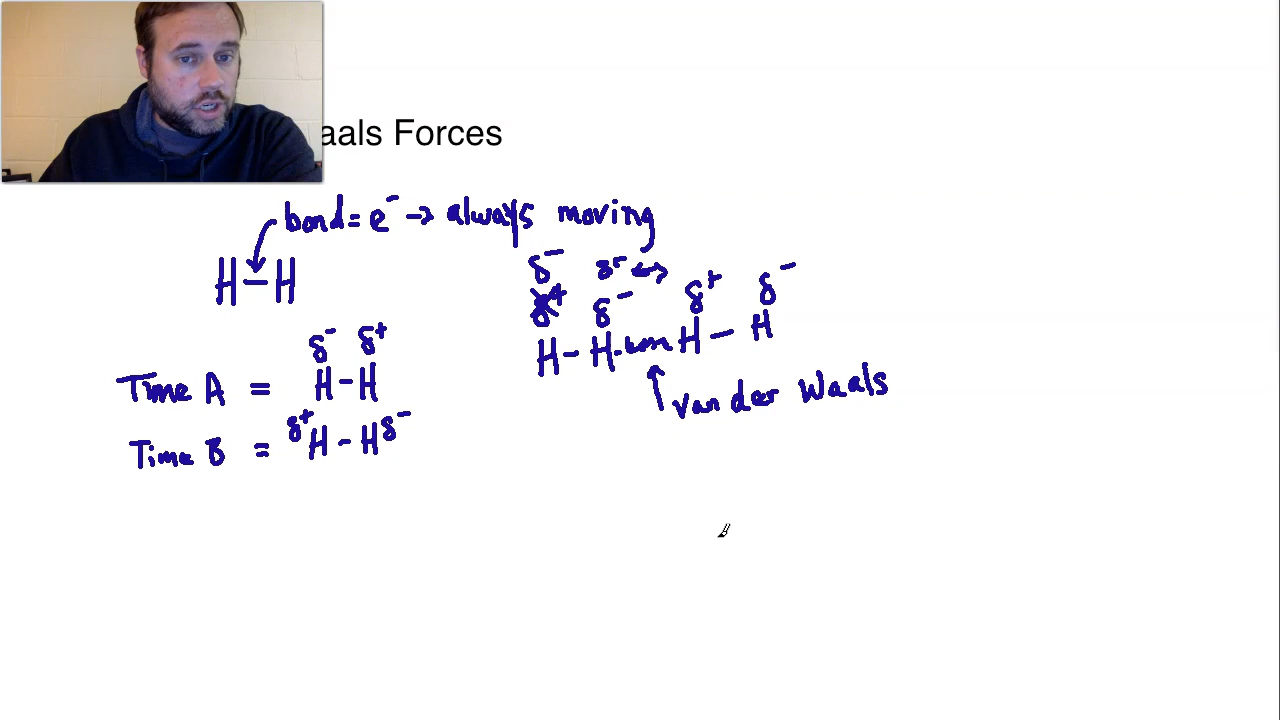 aals Forces
bond = e⁻ → always moving
H–H
δ⁻ δ⁺ ↔
δ⁺ δ⁻ δ⁺ δ⁻
H–H H–H
van der Waals
δ⁻ δ⁺
Time A = H–H
Time B = δ⁺H–Hδ⁻